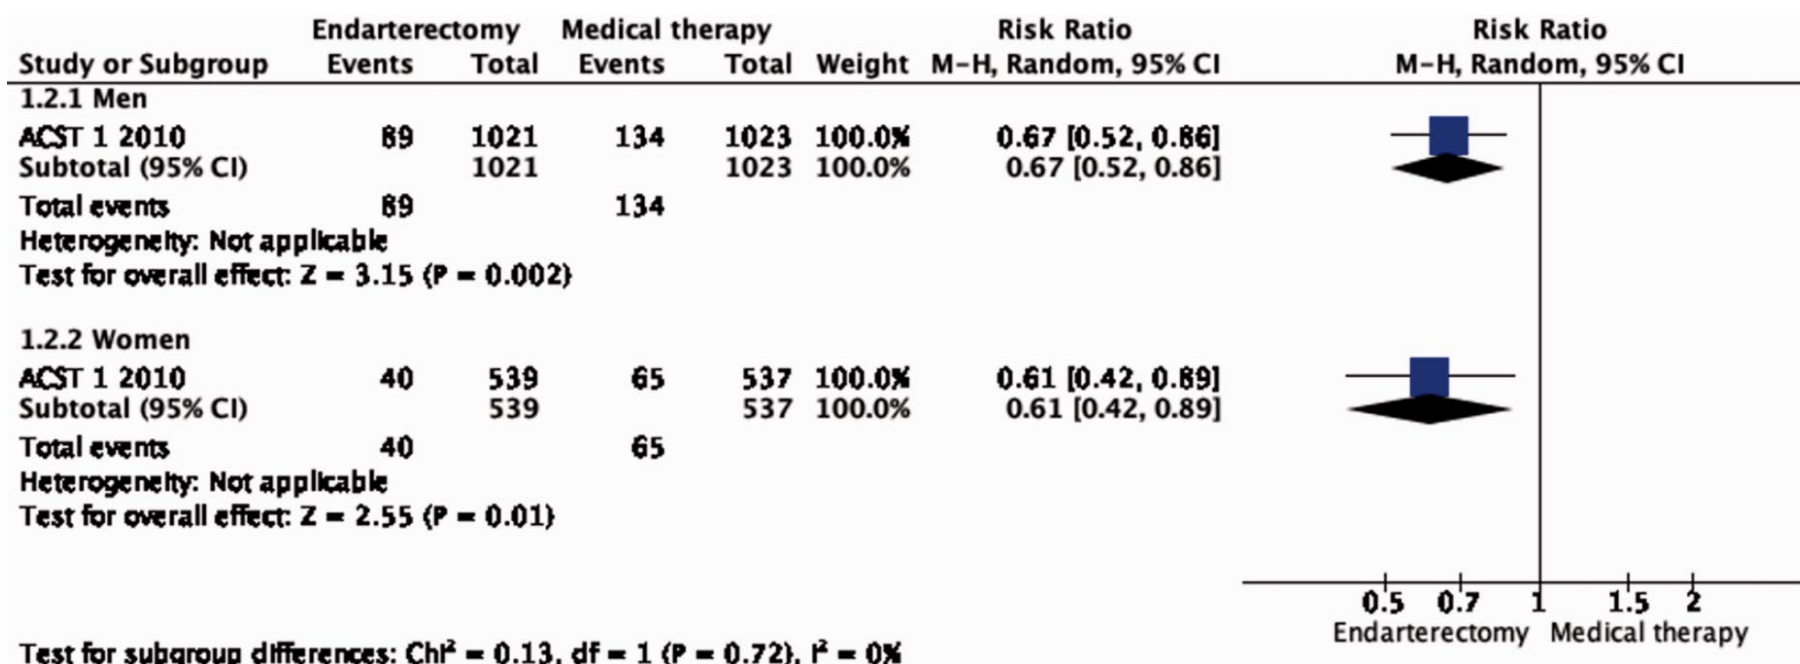 Endarterectomy Medical therapy Risk Ratio Risk Ratio
Study or Subgroup Events Total Events Total Weight M-H, Random, 95% CI M-H, Random, 95% CI
1.2.1 Men
ACST 1 2010 89 1021 134 1023 100.0% 0.67 [0.52, 0.86]
Subtotal (95% CI) 1021 1023 100.0% 0.67 [0.52, 0.86]
Total events 89 134
Heterogeneity: Not applicable
Test for overall effect: Z = 3.15 (P = 0.002)
1.2.2 Women
ACST 1 2010 40 539 65 537 100.0% 0.61 [0.42, 0.89]
Subtotal (95% CI) 539 537 100.0% 0.61 [0.42, 0.89]
Total events 40 65
Heterogeneity: Not applicable
Test for overall effect: Z = 2.55 (P = 0.01)
0.5 0.7 1 1.5 2
Endarterectomy Medical therapy
Test for subgroup differences: Chi² = 0.13, df = 1 (P = 0.72), I² = 0%